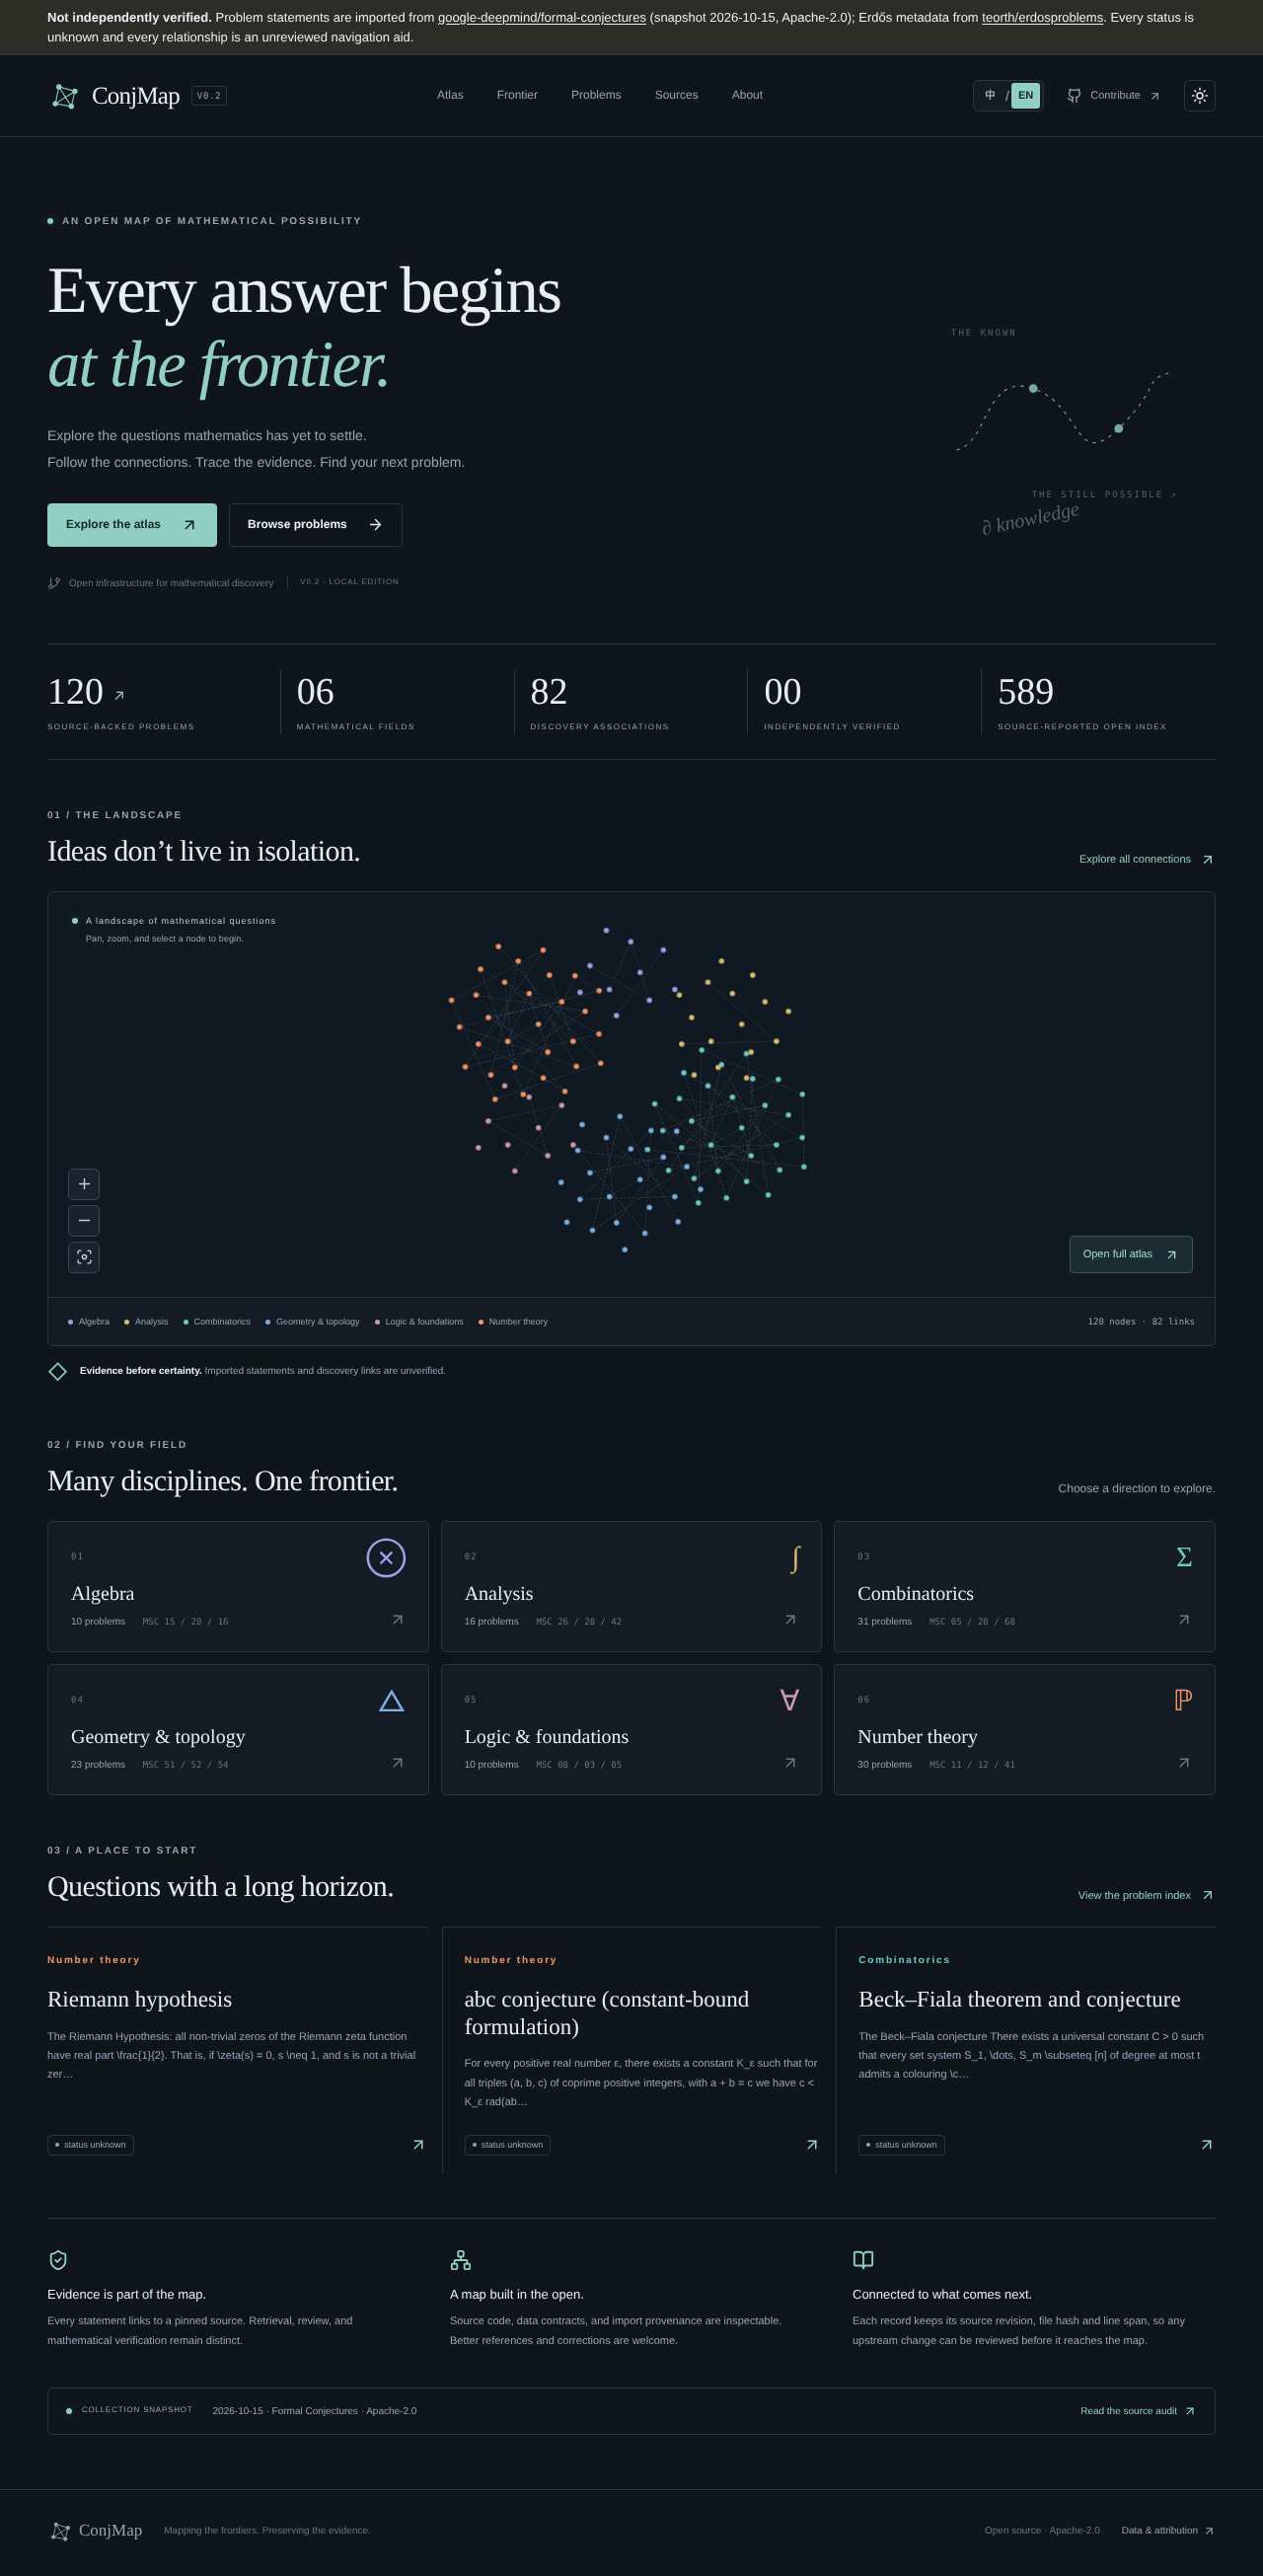 Not independently verified. Problem statements are imported from google-deepmind/formal-conjectures (snapshot 2026-10-15, Apache-2.0); Erdős metadata from teorth/erdosproblems. Every status is
unknown and every relationship is an unreviewed navigation aid.
ConjMap V0.2
Atlas Frontier Problems Sources About
中 / EN Contribute
AN OPEN MAP OF MATHEMATICAL POSSIBILITY
Every answer begins
at the frontier.
Explore the questions mathematics has yet to settle.
Follow the connections. Trace the evidence. Find your next problem.
Explore the atlas Browse problems
Open infrastructure for mathematical discovery V0.2 · LOCAL EDITION
THE KNOWN
THE STILL POSSIBLE ↗
∂ knowledge
120 06 82 00 589
SOURCE-BACKED PROBLEMS MATHEMATICAL FIELDS DISCOVERY ASSOCIATIONS INDEPENDENTLY VERIFIED SOURCE-REPORTED OPEN INDEX
01 / THE LANDSCAPE
Ideas don’t live in isolation.
Explore all connections
A landscape of mathematical questions
Pan, zoom, and select a node to begin.
Open full atlas
Algebra Analysis Combinatorics Geometry & topology Logic & foundations Number theory 120 nodes · 82 links
Evidence before certainty. Imported statements and discovery links are unverified.
02 / FIND YOUR FIELD
Many disciplines. One frontier.
Choose a direction to explore.
01
Algebra
10 problems MSC 15 / 20 / 16
02 ∫
Analysis
16 problems MSC 26 / 28 / 42
03 Σ
Combinatorics
31 problems MSC 05 / 20 / 68
04 △
Geometry & topology
23 problems MSC 51 / 52 / 54
05 ∀
Logic & foundations
10 problems MSC 08 / 03 / 05
06 ℙ
Number theory
30 problems MSC 11 / 12 / 41
03 / A PLACE TO START
Questions with a long horizon.
View the problem index
Number theory
Riemann hypothesis
The Riemann Hypothesis: all non-trivial zeros of the Riemann zeta function
have real part \frac{1}{2}. That is, if \zeta(s) = 0, s \neq 1, and s is not a trivial
zer…
status unknown
Number theory
abc conjecture (constant-bound
formulation)
For every positive real number ε, there exists a constant K_ε such that for
all triples (a, b, c) of coprime positive integers, with a + b = c we have c <
K_ε rad(ab…
status unknown
Combinatorics
Beck–Fiala theorem and conjecture
The Beck–Fiala conjecture There exists a universal constant C > 0 such
that every set system S_1, \dots, S_m \subseteq [n] of degree at most t
admits a colouring \c…
status unknown
Evidence is part of the map.
Every statement links to a pinned source. Retrieval, review, and
mathematical verification remain distinct.
A map built in the open.
Source code, data contracts, and import provenance are inspectable.
Better references and corrections are welcome.
Connected to what comes next.
Each record keeps its source revision, file hash and line span, so any
upstream change can be reviewed before it reaches the map.
COLLECTION SNAPSHOT 2026-10-15 · Formal Conjectures · Apache-2.0 Read the source audit
ConjMap Mapping the frontiers. Preserving the evidence. Open source · Apache-2.0 Data & attribution